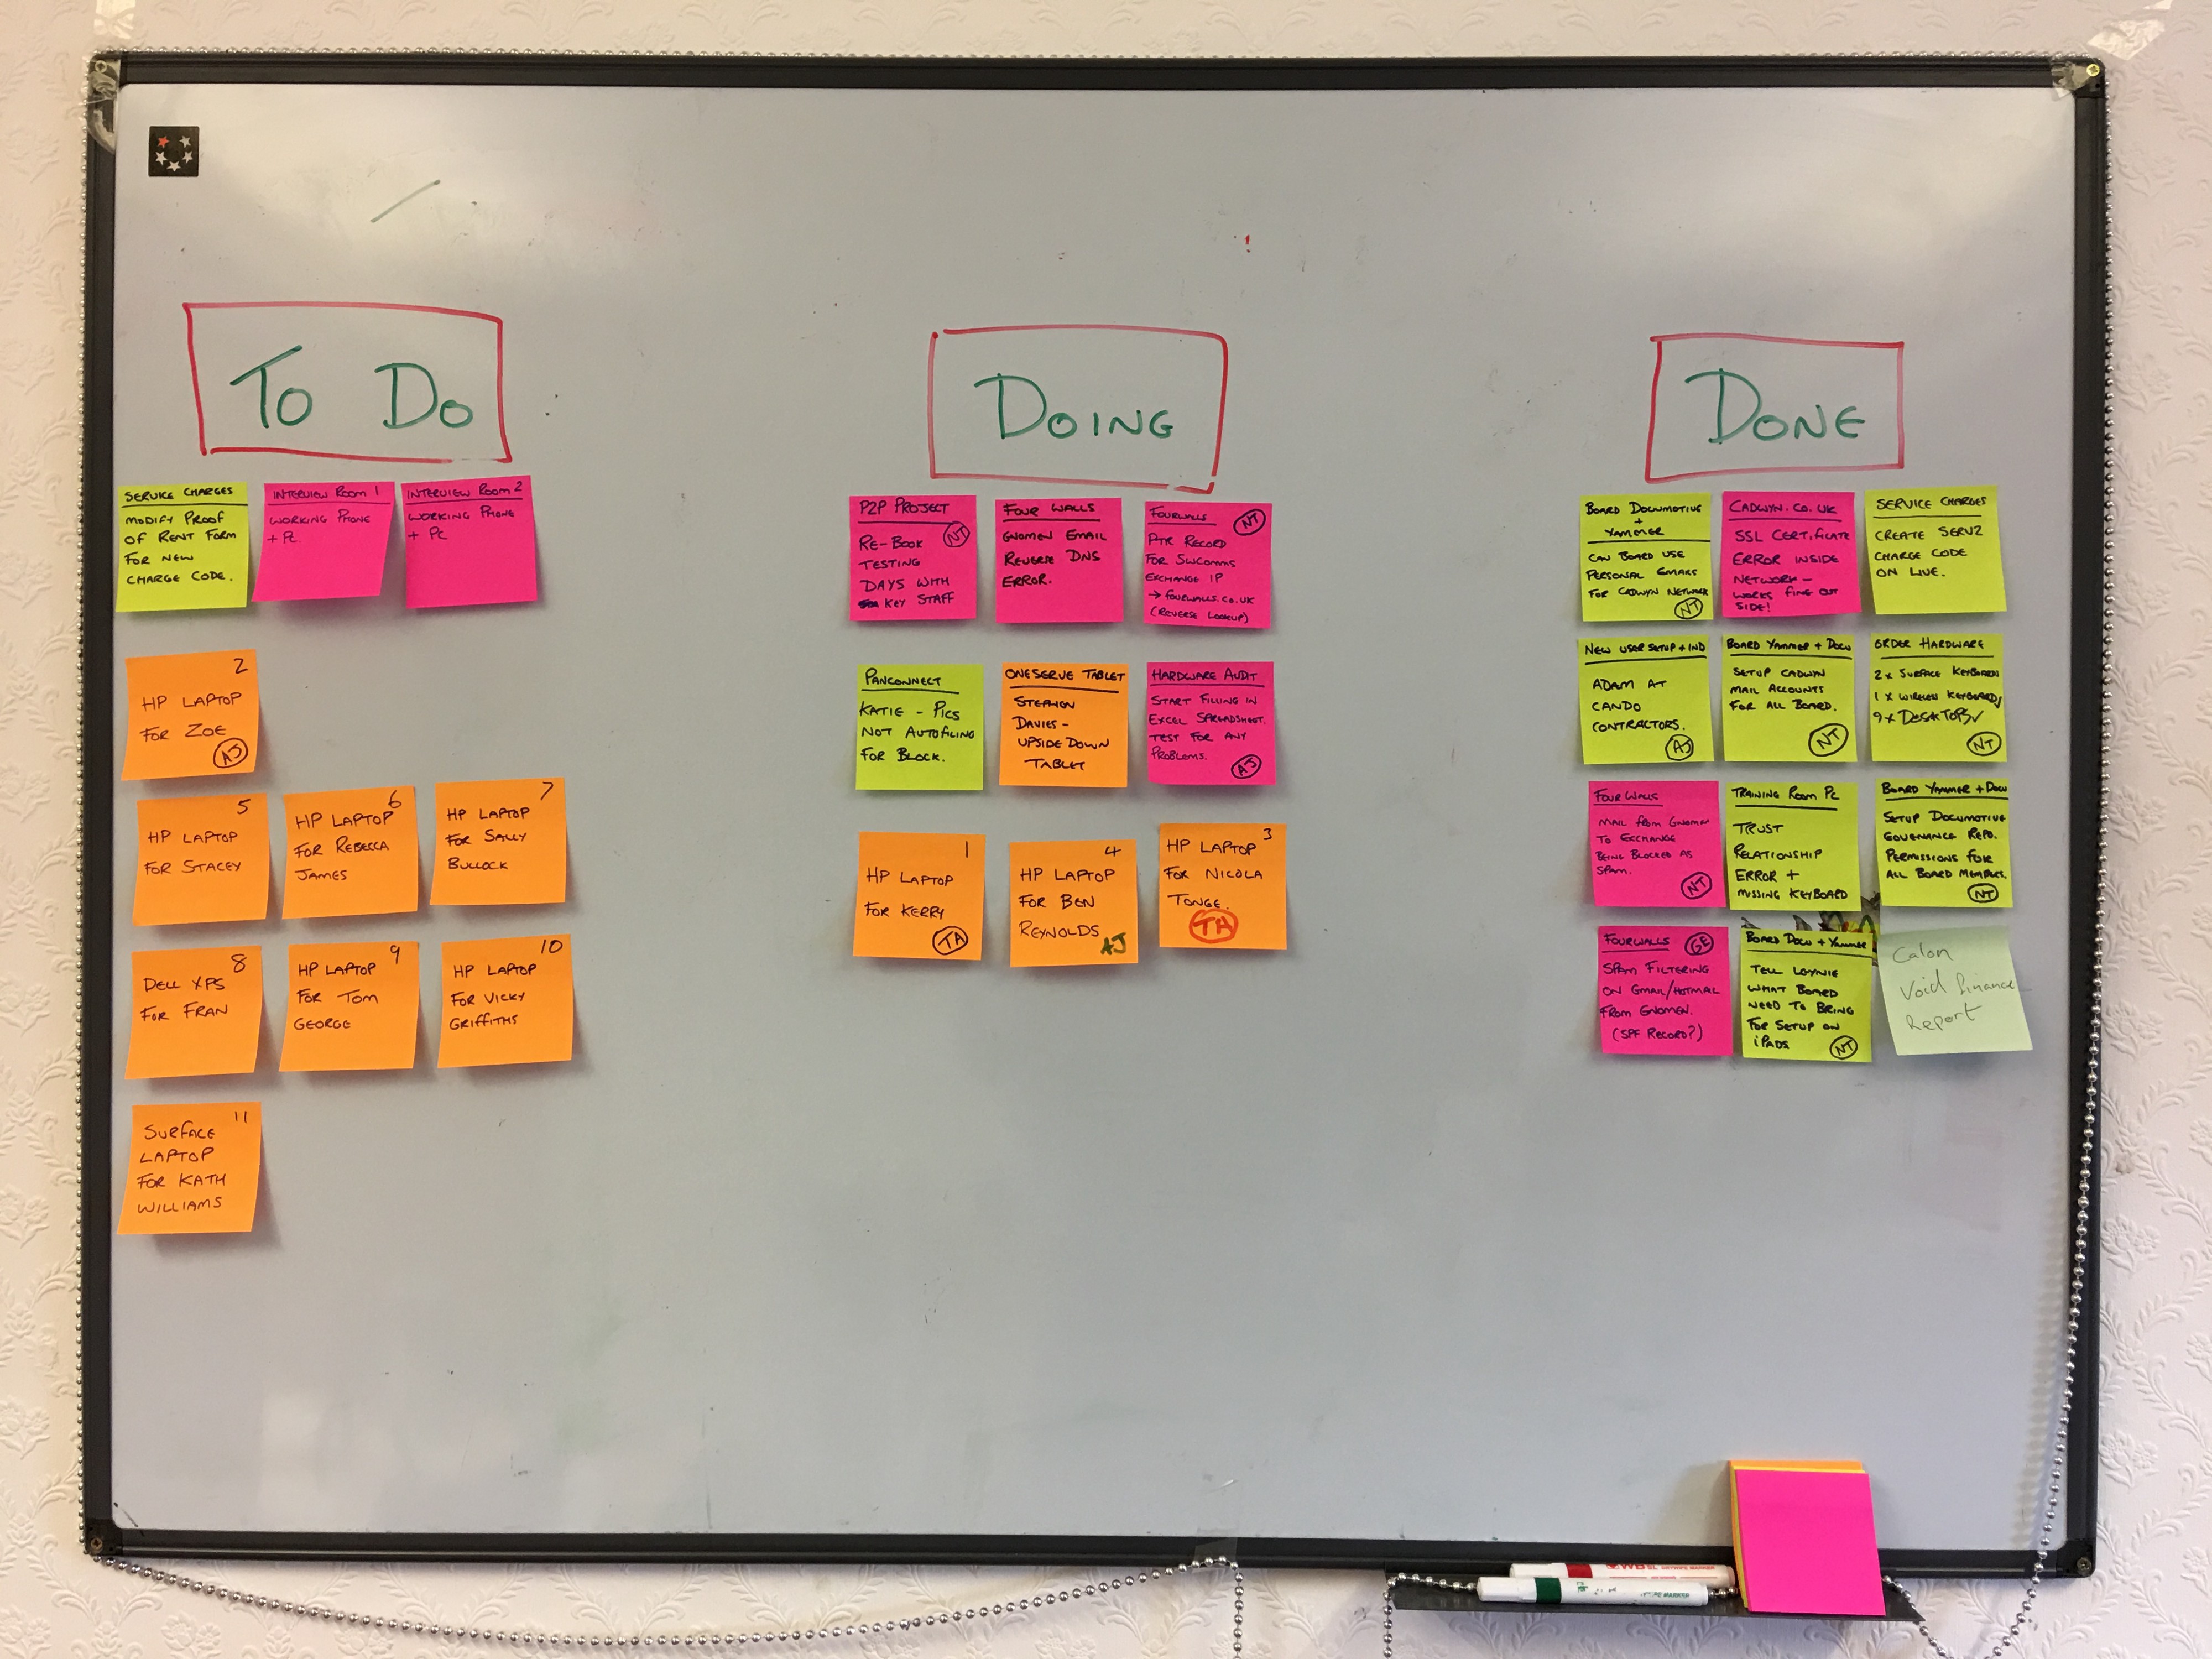 To Do
SERVICE CHARGES
MODIFY PROOF
OF RENT FORM
FOR NEW
CHARGE CODE.
INTERVIEW ROOM 1
WORKING PHONE
+ PC.
INTERVIEW ROOM 2
WORKING PHONE
+ PC
2
HP LAPTOP
FOR ZOE
AJ
5
HP LAPTOP
FOR STACEY
6
HP LAPTOP
FOR REBECCA
JAMES
7
HP LAPTOP
FOR SALLY
BULLOCK
8
DELL XPS
FOR FRAN
9
HP LAPTOP
FOR TOM
GEORGE
10
HP LAPTOP
FOR VICKY
GRIFFITHS
11
SURFACE
LAPTOP
FOR KATH
WILLIAMS
DOING
P2P PROJECT
NT
RE-BOOK
TESTING
DAYS WITH
KEY STAFF
FOUR WALLS
GNOMEN EMAIL
REVERSE DNS
ERROR.
FOURWALLS
NT
PTR RECORD
FOR SWCOMMS
EXCHANGE IP
→ FOURWALLS.CO.UK
(REVERSE LOOKUP)
PANCONNECT
KATIE - PICS
NOT AUTOFILING
FOR BLOCK.
ONESERVE TABLET
STEPHEN
DAVIES -
UPSIDE DOWN
TABLET
HARDWARE AUDIT
START FILLING IN
EXCEL SPREADSHEET.
TEST FOR ANY
PROBLEMS.
AJ
1
HP LAPTOP
FOR KERRY
TA
4
HP LAPTOP
FOR BEN
REYNOLDS
AJ
3
HP LAPTOP
FOR NICOLA
TONGE.
TA
DONE
BOARD DOCUMOTIVE
+
YAMMER
CAN BOARD USE
PERSONAL EMAILS
FOR CADWYN NETWORK
NT
CADWYN.CO.UK
SSL CERTIFICATE
ERROR INSIDE
NETWORK -
WORKS FINE OUT
SIDE!
SERVICE CHARGES
CREATE SERV2
CHARGE CODE
ON LIVE.
NEW USER SETUP + IND
ADAM AT
CANDO
CONTRACTORS.
AJ
BOARD YAMMER + DOCU
SETUP CADWYN
MAIL ACCOUNTS
FOR ALL BOARD.
NT
ORDER HARDWARE
2 x SURFACE KEYBOARDS
1 x WIRELESS KEYBOARD
9 x DESKTOPS
NT
FOUR WALLS
MAIL FROM GNOMEN
TO EXCHANGE
BEING BLOCKED AS
SPAM.
NT
TRAINING ROOM PC
TRUST
RELATIONSHIP
ERROR +
MISSING KEYBOARD
BOARD YAMMER + DOCU
SETUP DOCUMOTIVE
GOVENANCE REPO.
PERMISSIONS FOR
ALL BOARD MEMBERS.
NT
FOURWALLS
GE
SPAM FILTERING
ON GMAIL/HOTMAIL
FROM GNOMEN.
(SPF RECORD?)
BOARD DOCU + YAMMER
TELL
WHAT BOARD
NEED TO BRING
FOR SETUP ON
iPADS
NT
Calon
Void finance
Report